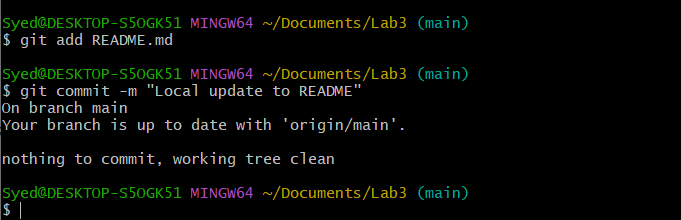 Syed@DESKTOP-S5OGK51 MINGW64 ~/Documents/Lab3 (main)
$ git add README.md
Syed@DESKTOP-S5OGK51 MINGW64 ~/Documents/Lab3 (main)
$ git commit -m "Local update to README"
On branch main
Your branch is up to date with 'origin/main'.
nothing to commit, working tree clean
Syed@DESKTOP-S5OGK51 MINGW64 ~/Documents/Lab3 (main)
$